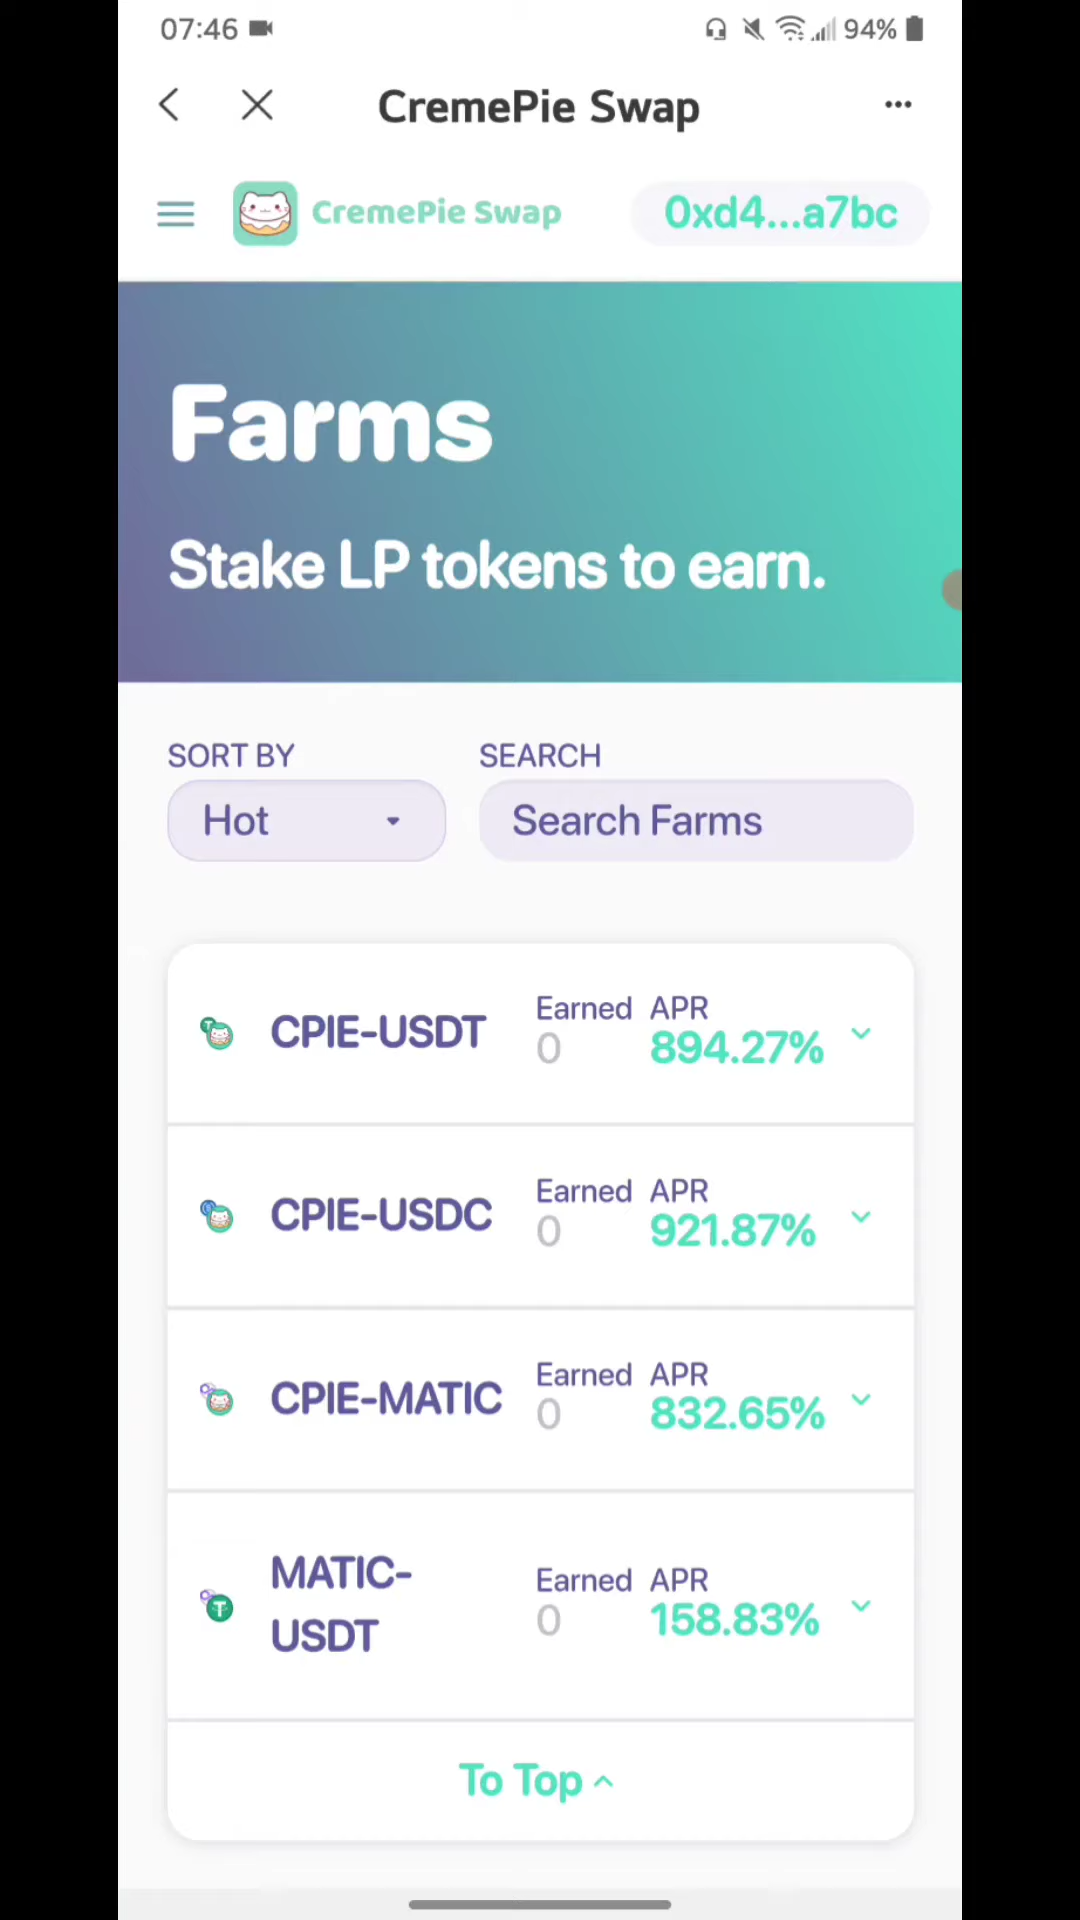 07:46
94%
CremePie Swap
CremePie Swap
0xd4...a7bc
Farms
Stake LP tokens to earn.
SORT BY
SEARCH
Hot
Search Farms
CPIE-USDT
Earned
0
APR
894.27%
CPIE-USDC
Earned
0
APR
921.87%
CPIE-MATIC
Earned
0
APR
832.65%
MATIC-
USDT
Earned
0
APR
158.83%
To Top